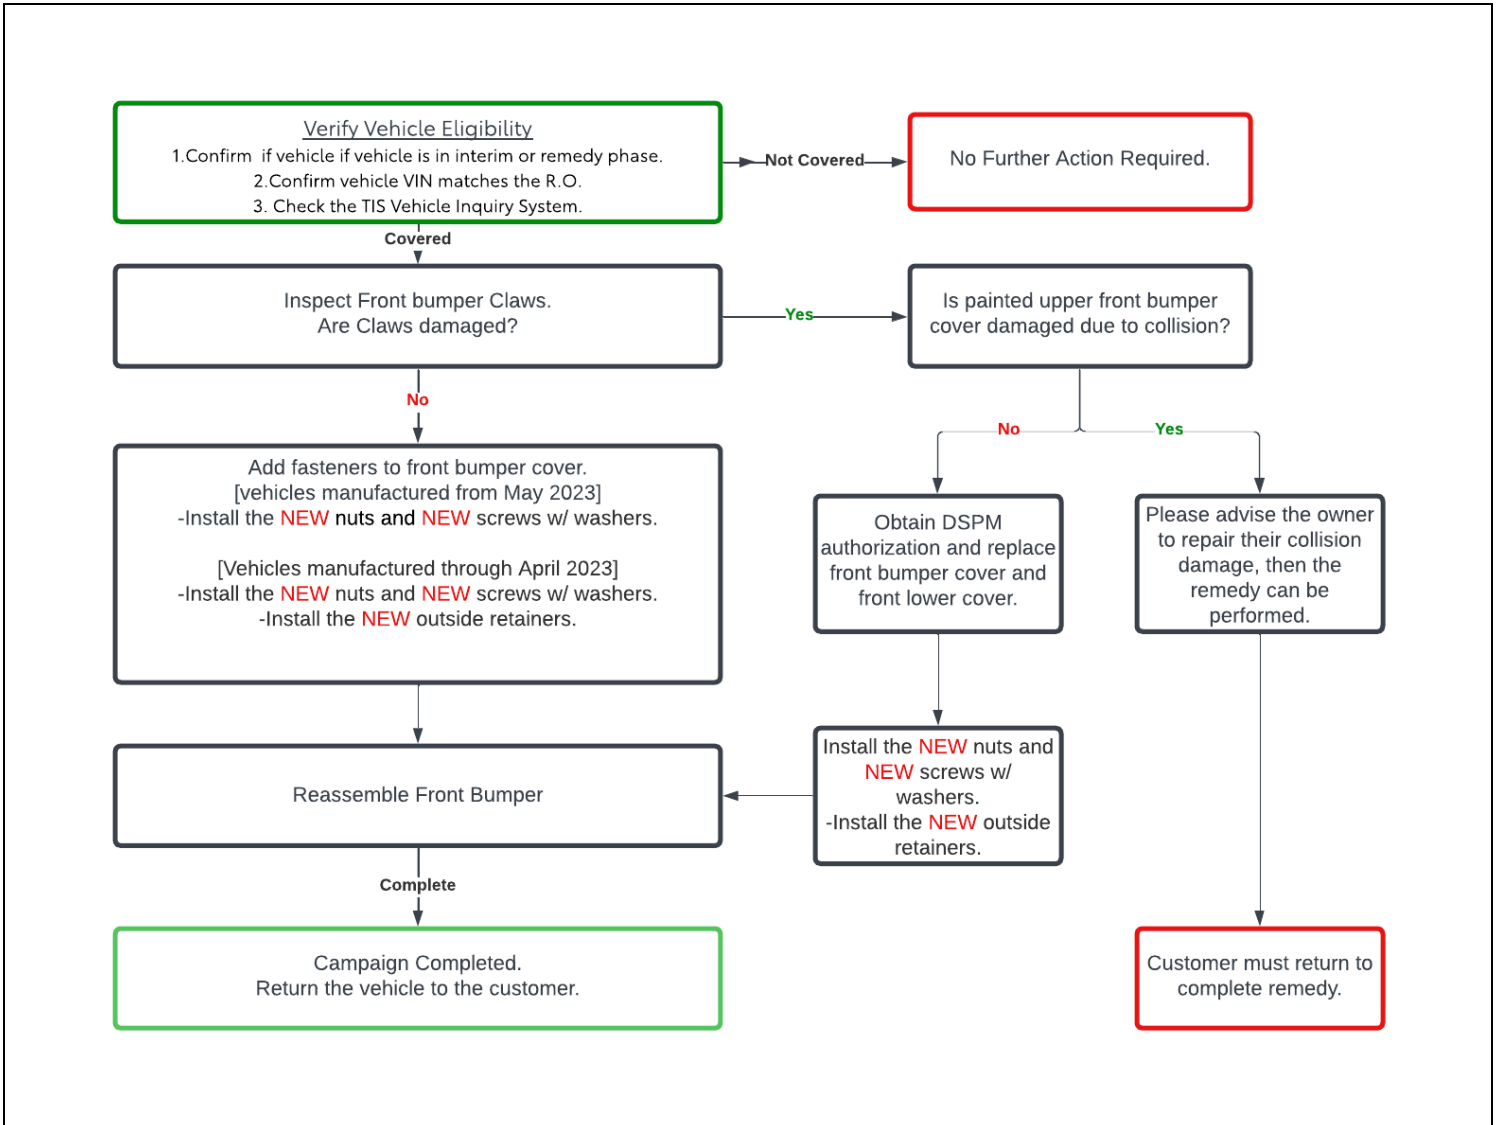 Verify Vehicle Eligibility
1.Confirm  if vehicle if vehicle is in interim or remedy phase.
2.Confirm vehicle VIN matches the R.O.
3. Check the TIS Vehicle Inquiry System.
Not Covered
No Further Action Required.
Covered
Inspect Front bumper Claws.
Are Claws damaged?
Yes
Is painted upper front bumper
cover damaged due to collision?
No
No
Yes
Add fasteners to front bumper cover.
[vehicles manufactured from May 2023]
-Install the NEW nuts and NEW screws w/ washers.
[Vehicles manufactured through April 2023]
-Install the NEW nuts and NEW screws w/ washers.
-Install the NEW outside retainers.
Obtain DSPM
authorization and replace
front bumper cover and
front lower cover.
Please advise the owner
to repair their collision
damage, then the
remedy can be
performed.
Reassemble Front Bumper
Install the NEW nuts and
NEW screws w/
washers.
-Install the NEW outside
retainers.
Complete
Campaign Completed.
Return the vehicle to the customer.
Customer must return to
complete remedy.